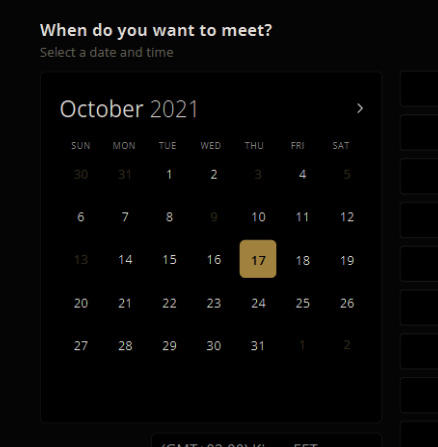 When do you want to meet?
Select a date and time
October 2021
SUN MON TUE WED THU FRI SAT
30 31 1 2 3 4 5
6 7 8 9 10 11 12
13 14 15 16 17 18 19
20 21 22 23 24 25 26
27 28 29 30 31 1 2